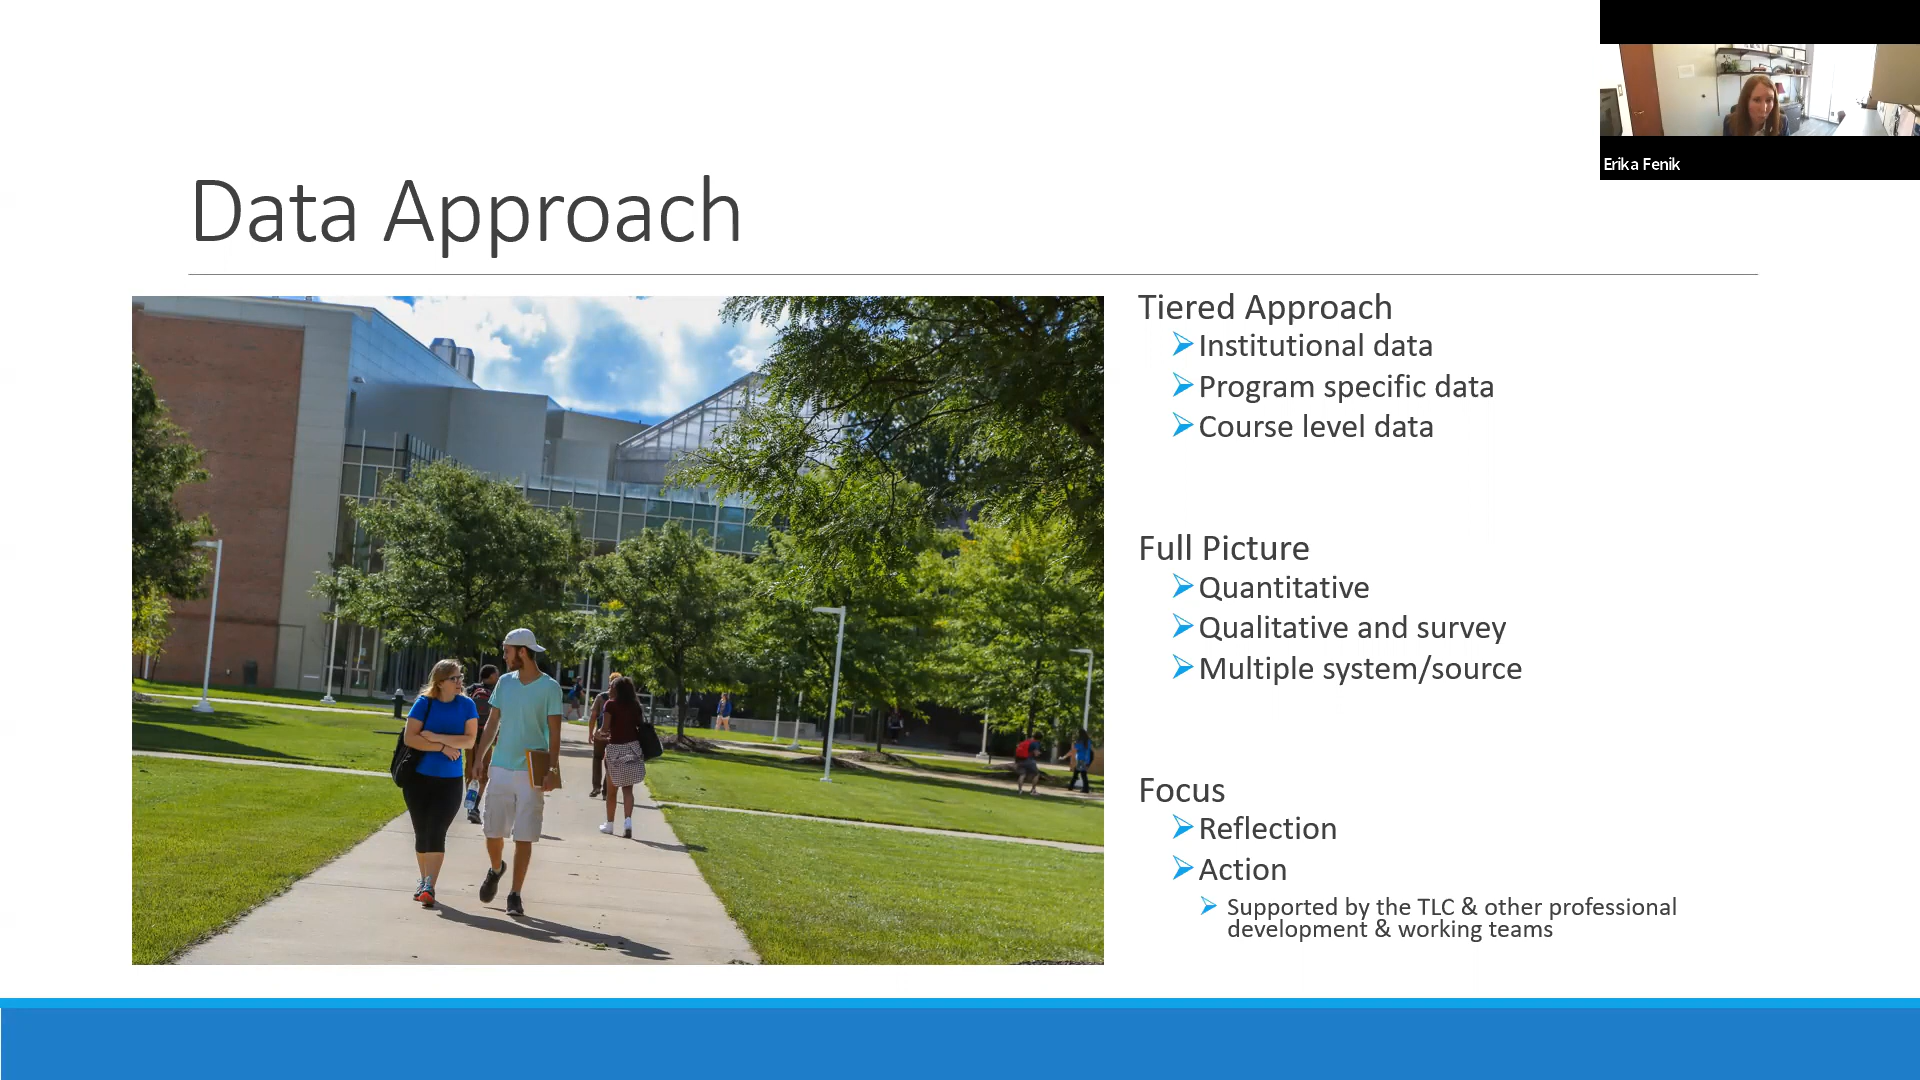 Erika Fenik
Data Approach
Tiered Approach
Institutional data
Program specific data
Course level data
Full Picture
Quantitative
Qualitative and survey
Multiple system/source
Focus
Reflection
Action
Supported by the TLC & other professional
development & working teams